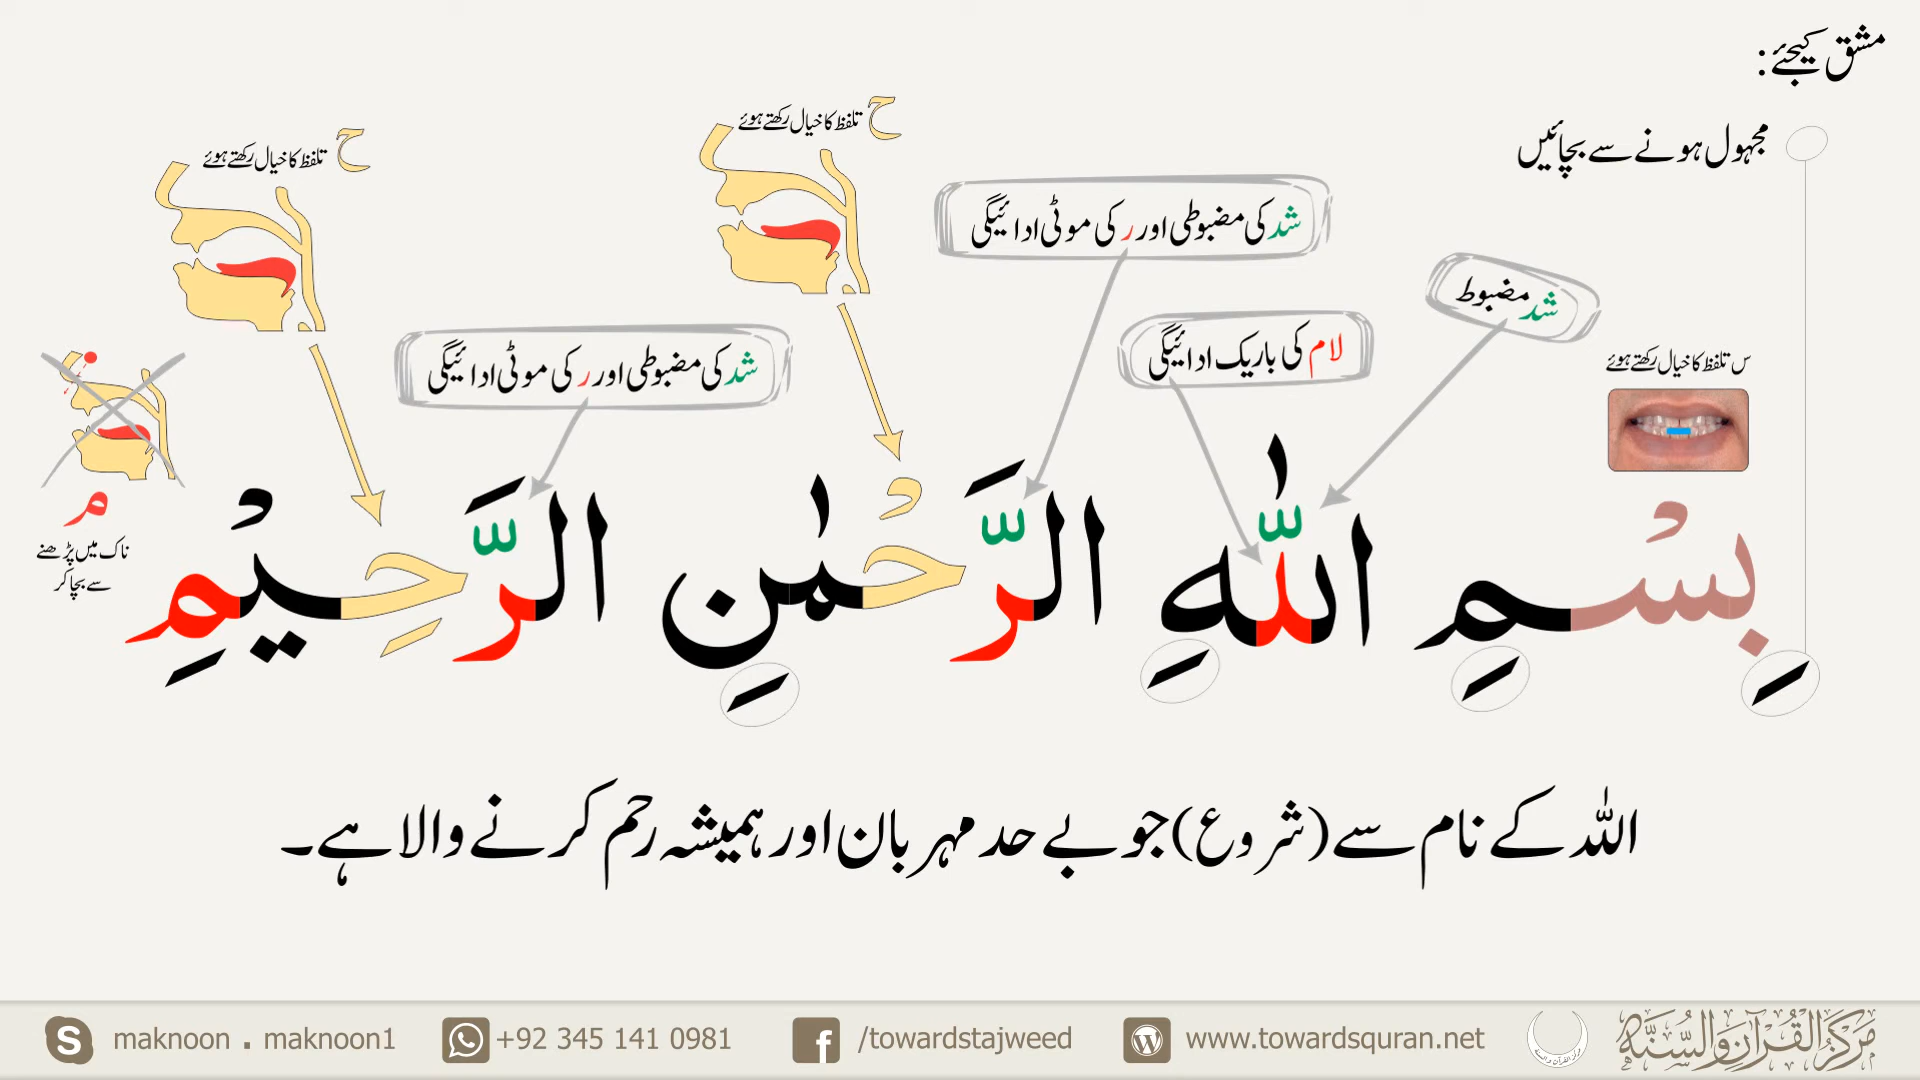 مشق کیجئے:
مجہول ہونے سے بچائیں
ح تلفظ کا خیال رکھتے ہوئے
ح تلفظ کا خیال رکھتے ہوئے
شد کی مضبوطی اور ر کی موٹی ادائیگی
شد مضبوط
لام کی باریک ادائیگی
شد کی مضبوطی اور ر کی موٹی ادائیگی
س تلفظ کا خیال رکھتے ہوئے
مْ
ناک میں پڑھنے
سے بچا کر
بِسْمِ اللّٰهِ الرَّحْمٰنِ الرَّحِيْمِ
اللہ کے نام سے (شروع) جو بے حد مہربان اور ہمیشہ رحم کرنے والا ہے۔
maknoon . maknoon1
+92 345 141 0981
/towardstajweed
www.towardsquran.net
مركز القرآن والسُّنّة